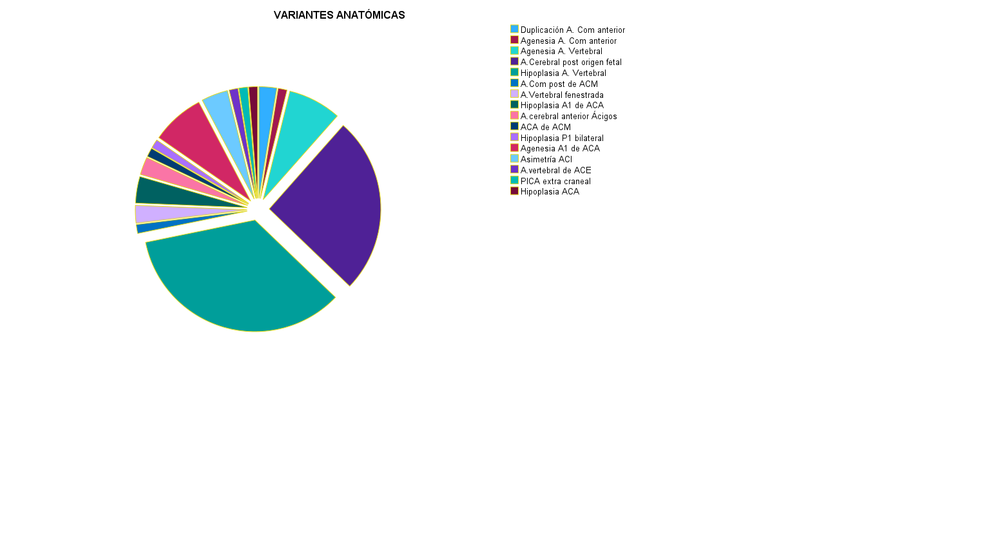 VARIANTES ANATÓMICAS
Duplicación A. Com anterior
Agenesia A. Com anterior
Agenesia A. Vertebral
A.Cerebral post origen fetal
Hipoplasia A. Vertebral
A.Com post de ACM
A.Vertebral fenestrada
Hipoplasia A1 de ACA
A.cerebral anterior Ácigos
ACA de ACM
Hipoplasia P1 bilateral
Agenesia A1 de ACA
Asimetría ACI
A.vertebral de ACE
PICA extra craneal
Hipoplasia ACA